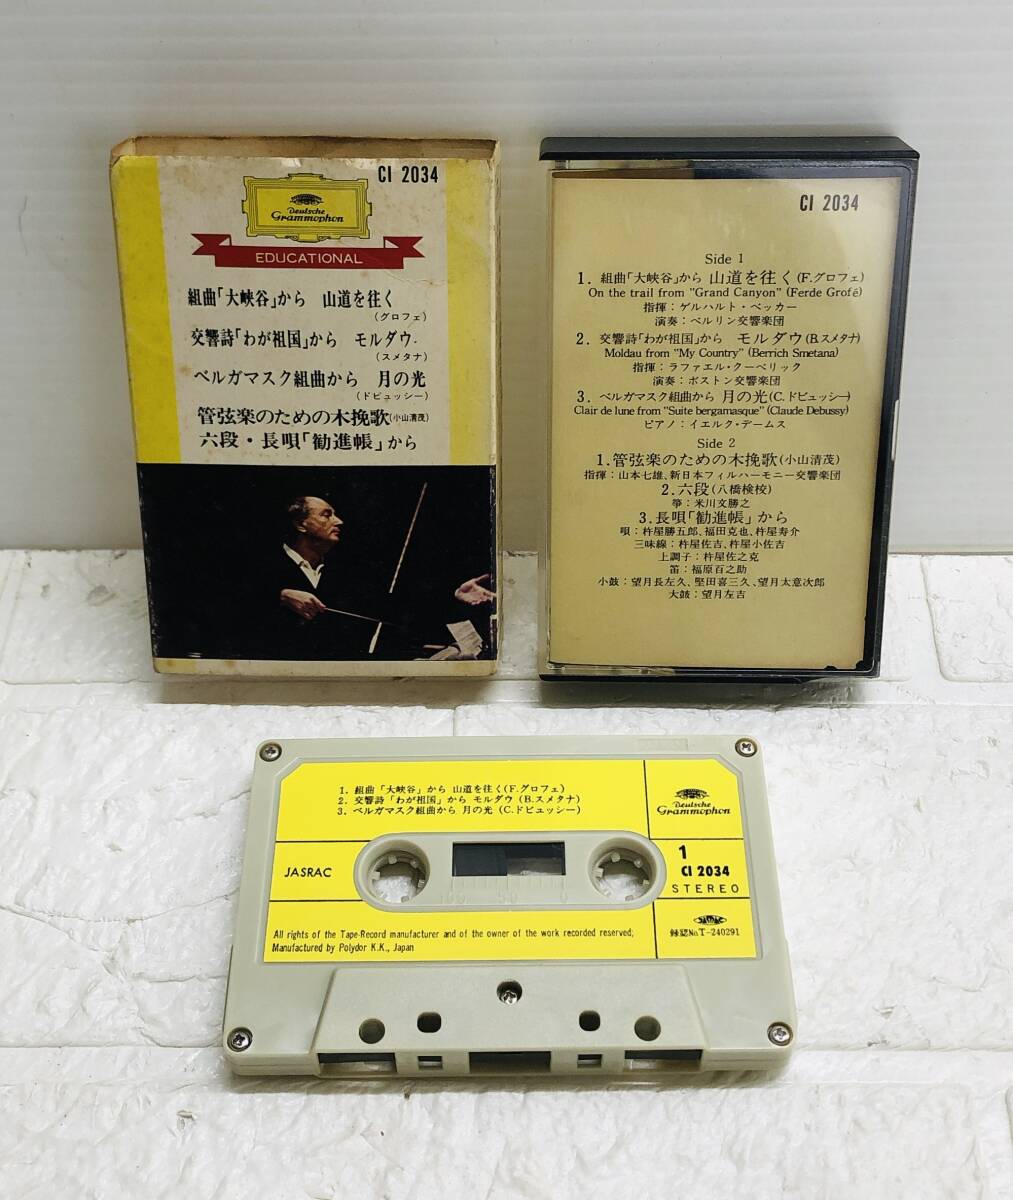 CI 2034
Deutsche
Grammophon
EDUCATIONAL
組曲「大峡谷」から 山道を往く
(グロフェ)
交響詩「わが祖国」から モルダウ
(スメタナ)
ベルガマスク組曲から 月の光
(ドビュッシー)
管弦楽のための木挽歌(小山清茂)
六段・長唄「勧進帳」から
CI 2034
Side 1
1. 組曲「大峡谷」から 山道を往く(F.グロフェ)
On the trail from "Grand Canyon" (Ferde Grofé)
指揮:ゲルハルト・ベッカー
演奏:ベルリン交響楽団
2. 交響詩「わが祖国」から モルダウ(B.スメタナ)
Moldau from "My Country" (Berrich Smetana)
指揮:ラファエル・クーベリック
演奏:ボストン交響楽団
3. ベルガマスク組曲から 月の光(C.ドビュッシー)
Clair de lune from "Suite bergamasque" (Claude Debussy)
ピアノ:イエルク・デームス
Side 2
1.管弦楽のための木挽歌(小山清茂)
指揮:山本七雄、新日本フィルハーモニー交響楽団
2.六段(八橋検校)
箏:米川文勝之
3.長唄「勧進帳」から
唄:杵屋勝五郎、福田克也、杵屋寿介
三味線:杵屋佐吉、杵屋小佐吉
上調子:杵屋佐之克
笛:福原百之助
小鼓:望月長左久、堅田喜三久、望月太意次郎
大鼓:望月左吉
1. 組曲「大峡谷」から 山道を往く(F.グロフェ)
2. 交響詩「わが祖国」から モルダウ (B.スメタナ)
3. ベルガマスク組曲から 月の光 (C.ドビュッシー)
Deutsche
Grammophon
JASRAC
1
CI 2034
STEREO
100 50 0
All rights of the Tape-Record manufacturer and of the owner of the work recorded reserved;
Manufactured by Polydor K.K., Japan
JASRAC
録認No.T-240291